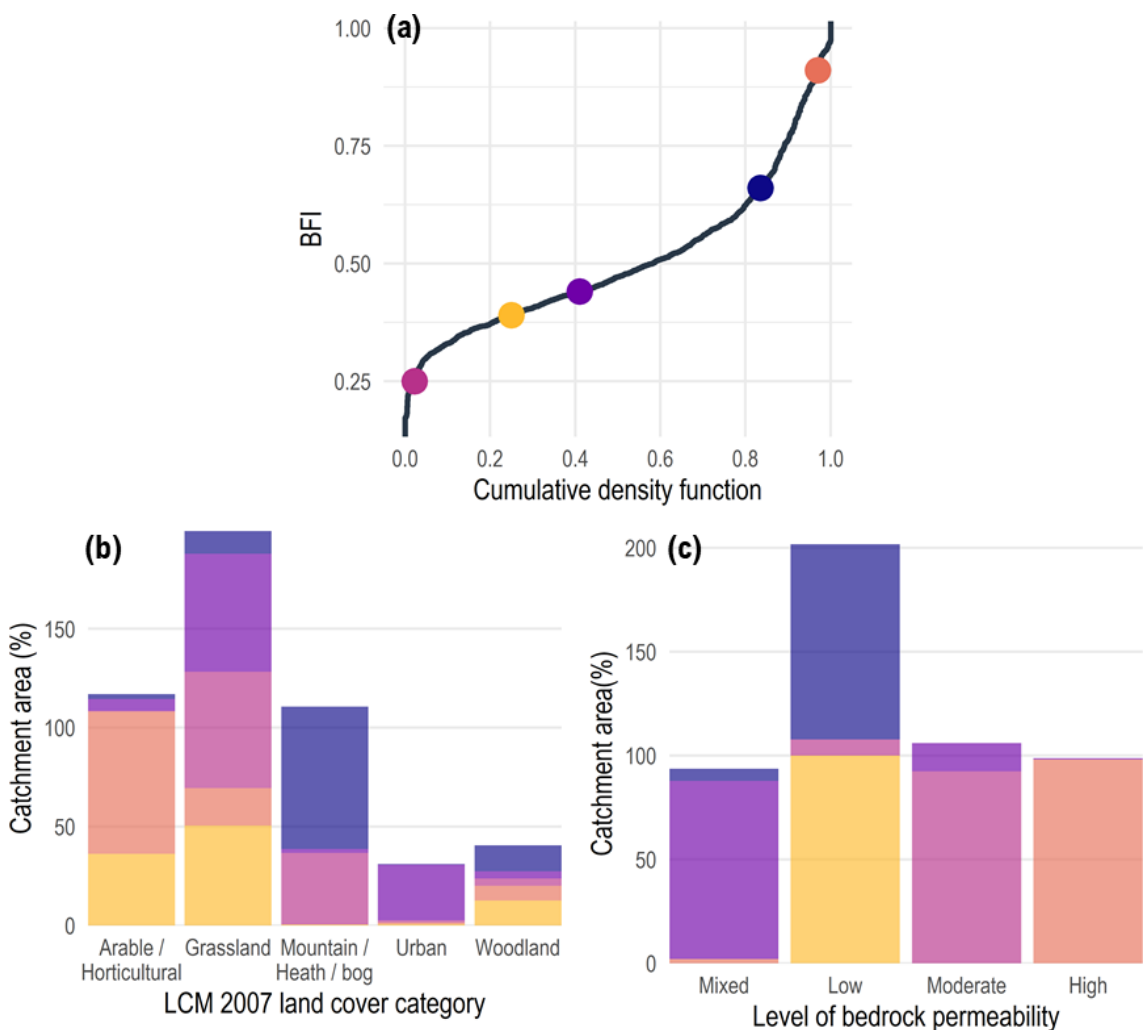 (a)
1.00
0.75
0.50
0.25
BFI
0.0 0.2 0.4 0.6 0.8 1.0
Cumulative density function
(b)
150
100
50
0
Catchment area (%)
Arable / Grassland Mountain / Urban Woodland
Horticultural Heath / bog
LCM 2007 land cover category
(c)
200
150
100
50
0
Catchment area(%)
Mixed Low Moderate High
Level of bedrock permeability